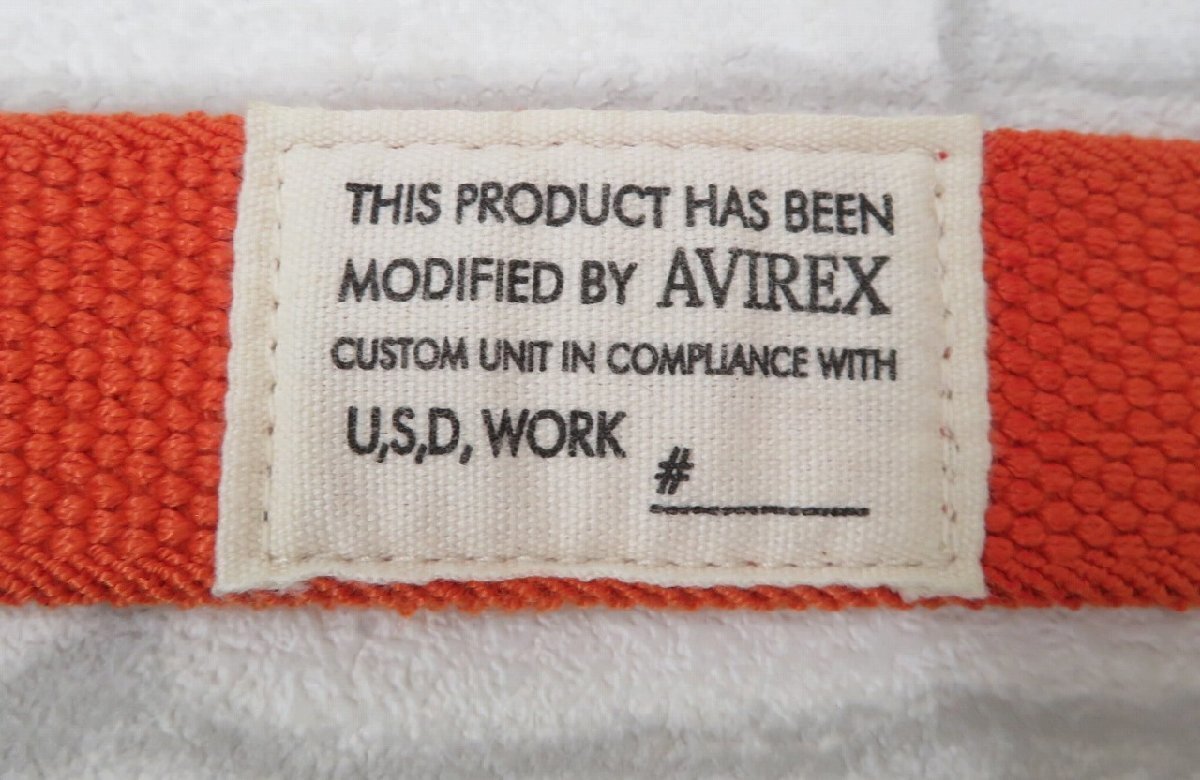 THIS PRODUCT HAS BEEN
MODIFIED BY AVIREX
CUSTOM UNIT IN COMPLIANCE WITH
U,S,D, WORK
#